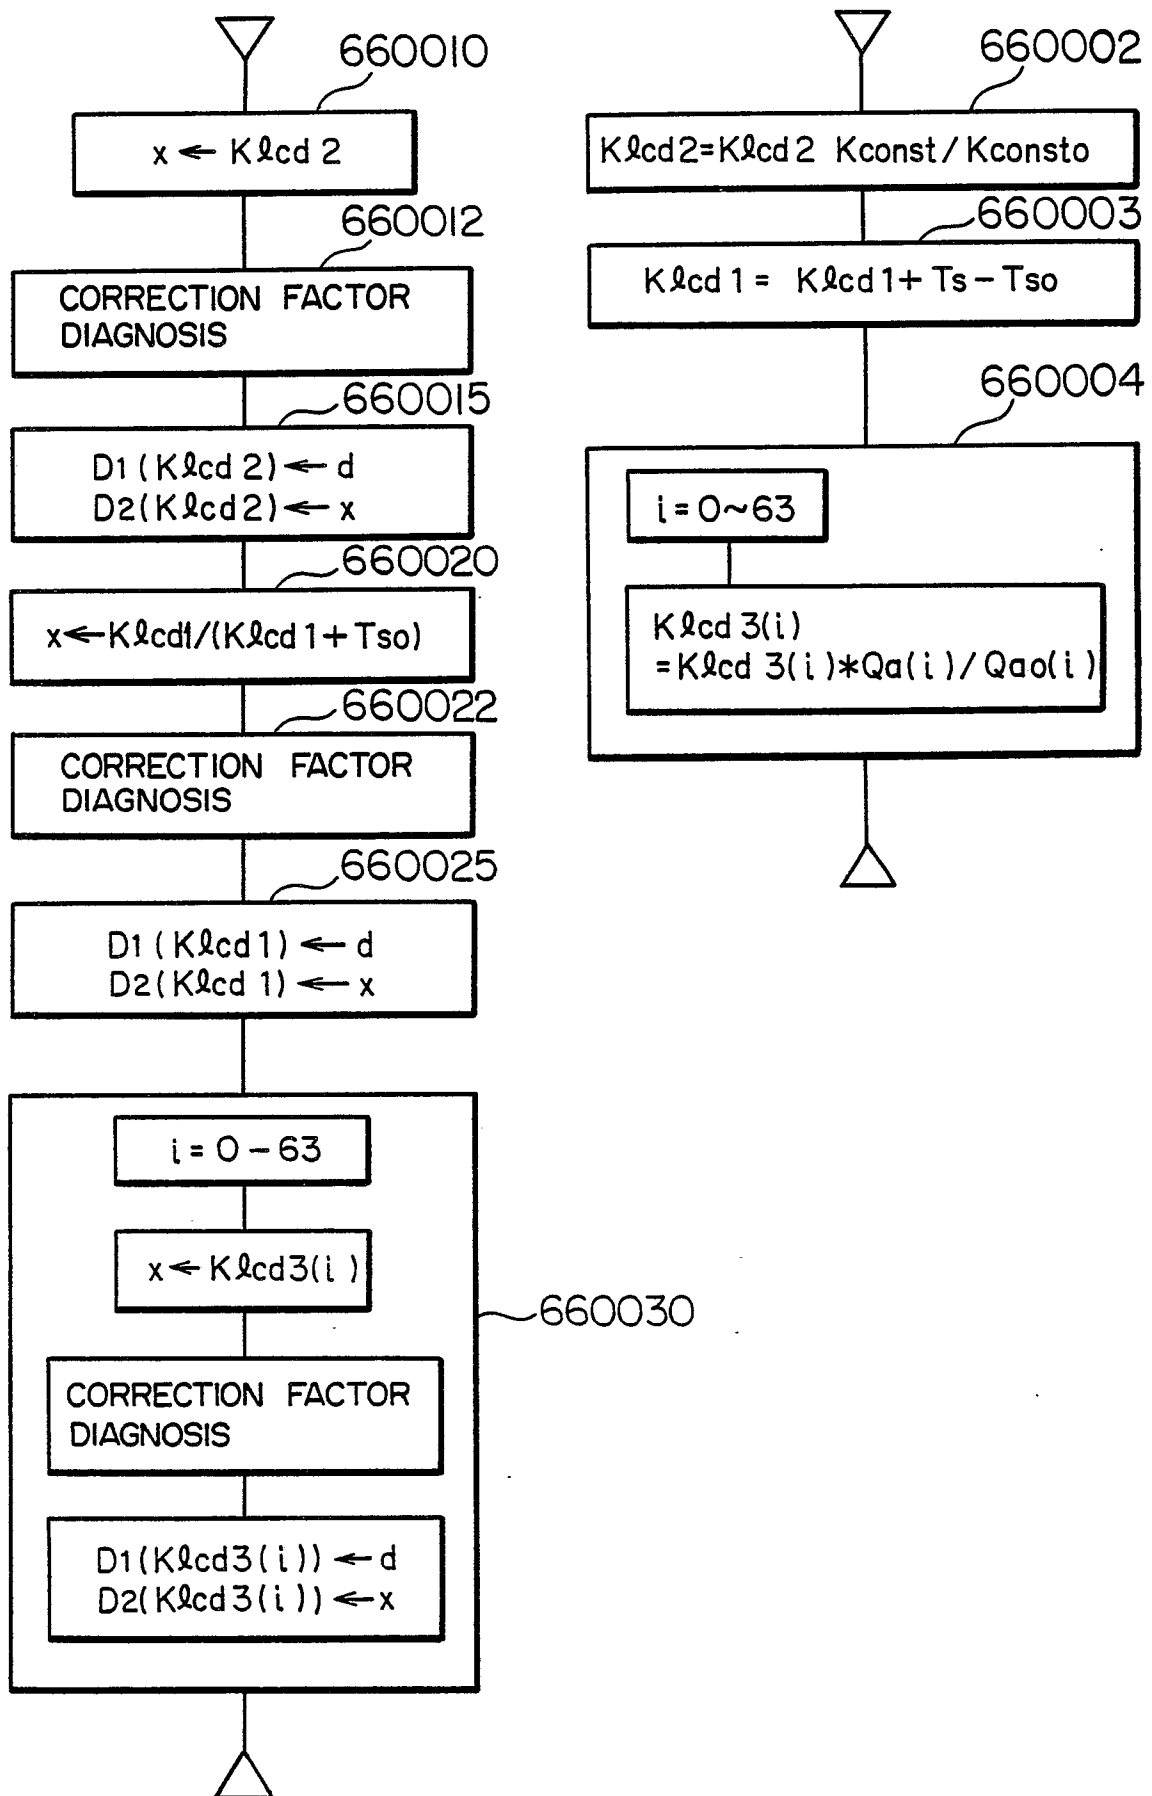 660010
x ← Kℓcd 2
660012
CORRECTION FACTOR
DIAGNOSIS
660015
D1 (Kℓcd 2) ← d
D2(Kℓcd 2) ← x
660020
x←Kℓcd1/(Kℓcd 1+Tso)
660022
CORRECTION FACTOR
DIAGNOSIS
660025
D1 (Kℓcd 1) ← d
D2(Kℓcd 1) ← x
i = 0 - 63
x ← Kℓcd3(i)
660030
CORRECTION FACTOR
DIAGNOSIS
D1(Kℓcd3(i)) ← d
D2(Kℓcd3(i)) ← x
660002
Kℓcd2=Kℓcd2 Kconst/Kconsto
660003
Kℓcd 1 = Kℓcd 1+Ts-Tso
660004
i = 0~63
Kℓcd 3(i)
=Kℓcd 3(i)*Qa(i)/Qao(i)